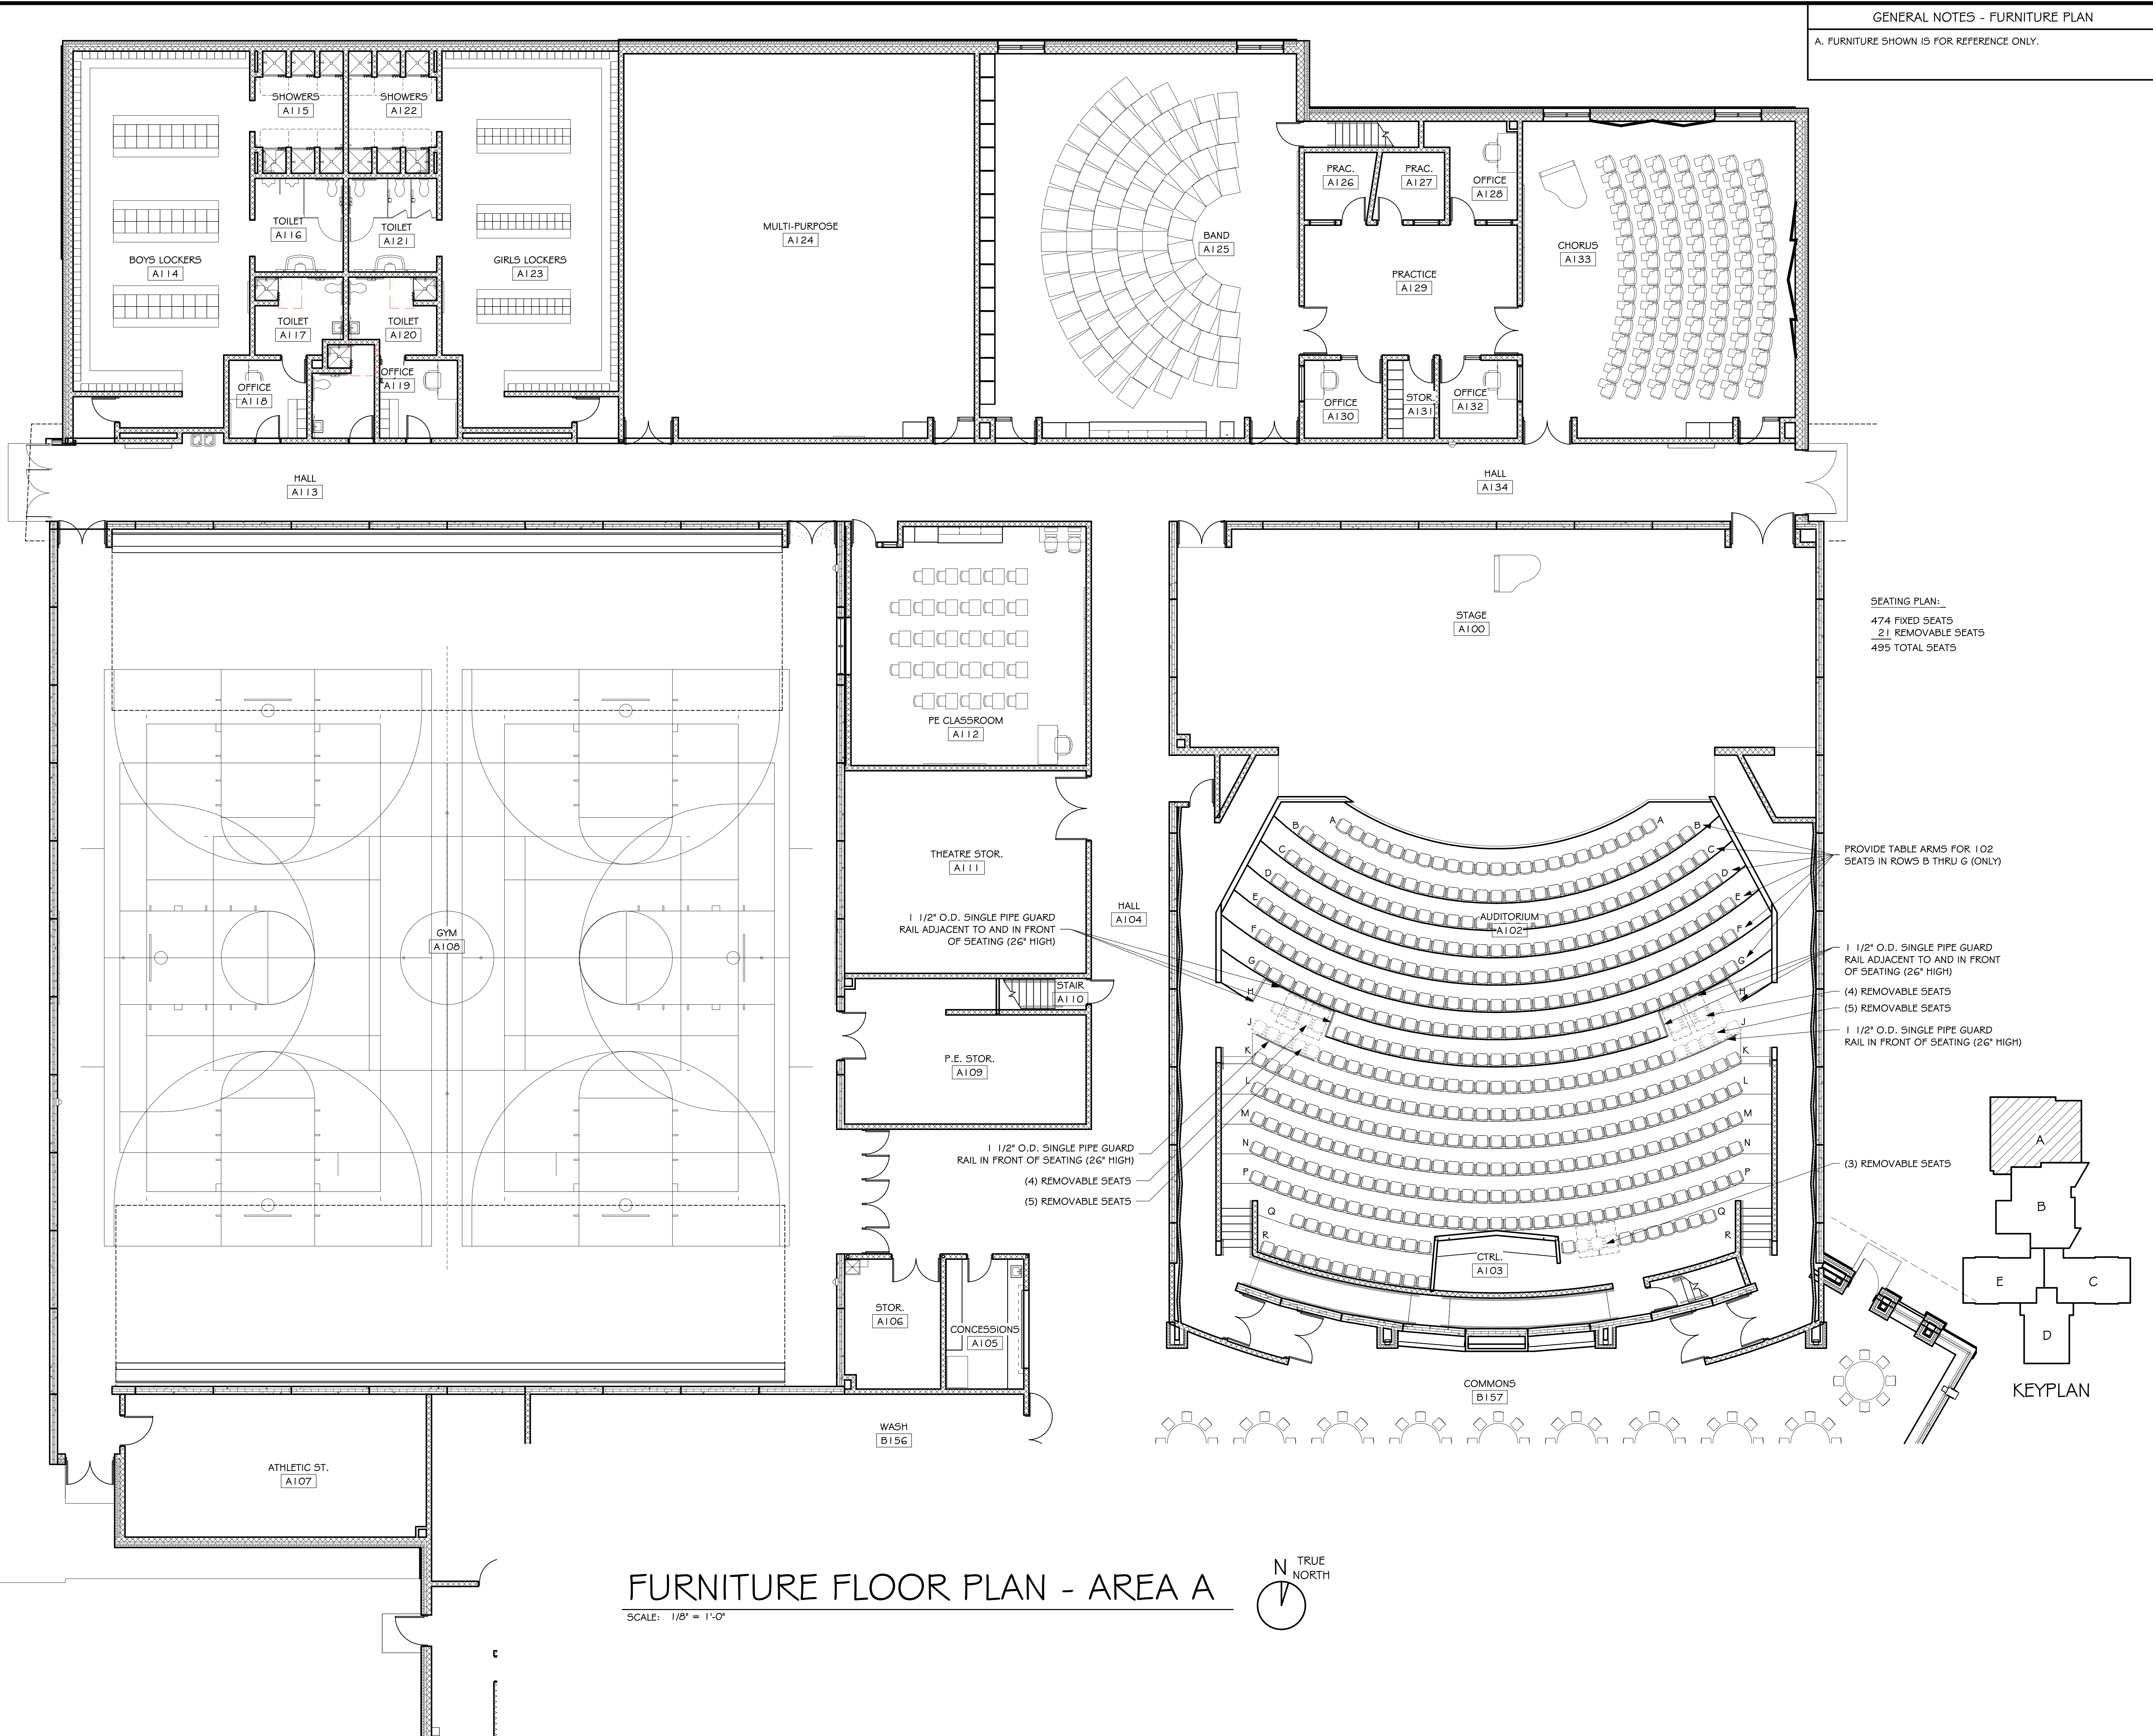 GENERAL NOTES - FURNITURE PLAN
A. FURNITURE SHOWN IS FOR REFERENCE ONLY.
SHOWERS
A115
SHOWERS
A122
TOILET
A116
TOILET
A121
BOYS LOCKERS
A114
GIRLS LOCKERS
A123
TOILET
A117
TOILET
A120
OFFICE
A118
OFFICE
A119
MULTI-PURPOSE
A124
BAND
A125
PRAC.
A126
PRAC.
A127
OFFICE
A128
PRACTICE
A129
CHORUS
A133
OFFICE
A130
STOR.
A131
OFFICE
A132
HALL
A113
HALL
A134
STAGE
A100
SEATING PLAN:
474 FIXED SEATS
21 REMOVABLE SEATS
495 TOTAL SEATS
PE CLASSROOM
A112
THEATRE STOR.
A111
HALL
A104
1 1/2" O.D. SINGLE PIPE GUARD
RAIL ADJACENT TO AND IN FRONT
OF SEATING (26" HIGH)
GYM
A108
STAIR
A110
P.E. STOR.
A109
1 1/2" O.D. SINGLE PIPE GUARD
RAIL IN FRONT OF SEATING (26" HIGH)
(4) REMOVABLE SEATS
(5) REMOVABLE SEATS
A A
B B
C C
D D
E E
F F
G G
H H
J J
K K
L L
M M
N N
P P
Q Q
R R
AUDITORIUM
A102
PROVIDE TABLE ARMS FOR 102
SEATS IN ROWS B THRU G (ONLY)
1 1/2" O.D. SINGLE PIPE GUARD
RAIL ADJACENT TO AND IN FRONT
OF SEATING (26" HIGH)
(4) REMOVABLE SEATS
(5) REMOVABLE SEATS
1 1/2" O.D. SINGLE PIPE GUARD
RAIL IN FRONT OF SEATING (26" HIGH)
(3) REMOVABLE SEATS
CTRL.
A103
STOR.
A106
CONCESSIONS
A105
COMMONS
B157
WASH
B156
ATHLETIC ST.
A107
A
B
E
C
D
KEYPLAN
FURNITURE FLOOR PLAN - AREA A
SCALE: 1/8" = 1'-0"
N TRUE
NORTH